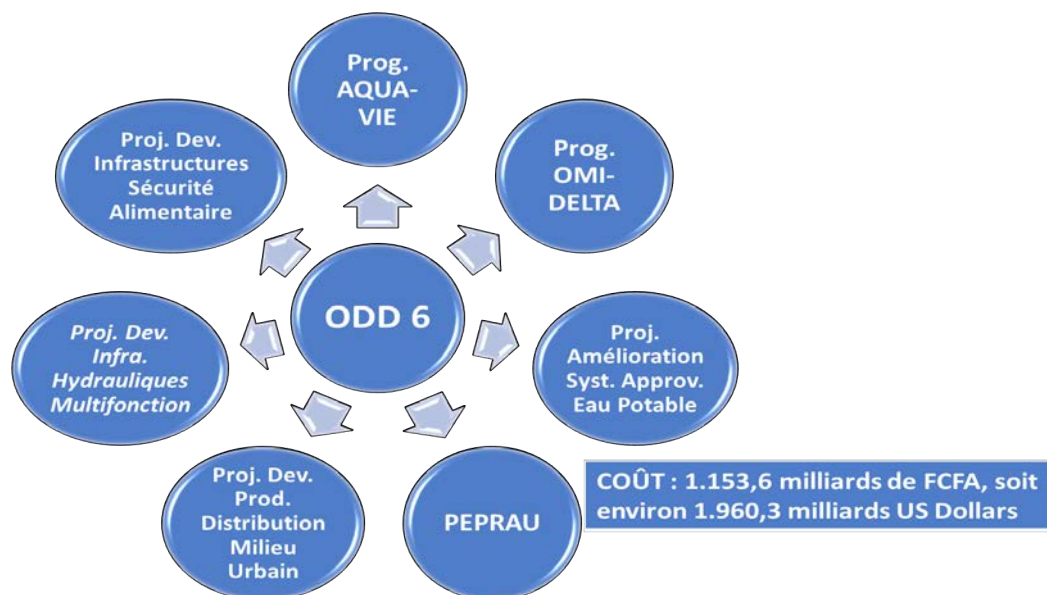 Prog.
AQUA-
VIE
Prog.
OMI-
DELTA
Proj.
Amélioration
Syst. Approv.
Eau Potable
PEPRAU
Proj. Dev.
Prod.
Distribution
Milieu
Urbain
Proj. Dev.
Infra.
Hydrauliques
Multifonction
Proj. Dev.
Infrastructures
Sécurité
Alimentaire
ODD 6
COÛT : 1.153,6 milliards de FCFA, soit
environ 1.960,3 milliards US Dollars